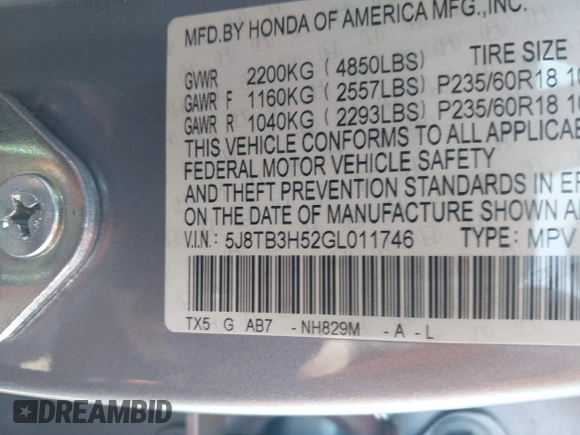 MFD.BY HONDA OF AMERICA MFG.,INC.
GVWR 2200KG (4850LBS) TIRE SIZE
GAWR F 1160KG (2557LBS) P235/60R18
GAWR R 1040KG (2293LBS) P235/60R18
THIS VEHICLE CONFORMS TO ALL
FEDERAL MOTOR VEHICLE SAFETY
AND THEFT PREVENTION STANDARDS IN
ON THE DATE OF MANUFACTURE SHOWN
V.I.N: 5J8TB3H52GL011746 TYPE: MPV
TX5 G AB7 -NH829M -A-L
DREAMBID